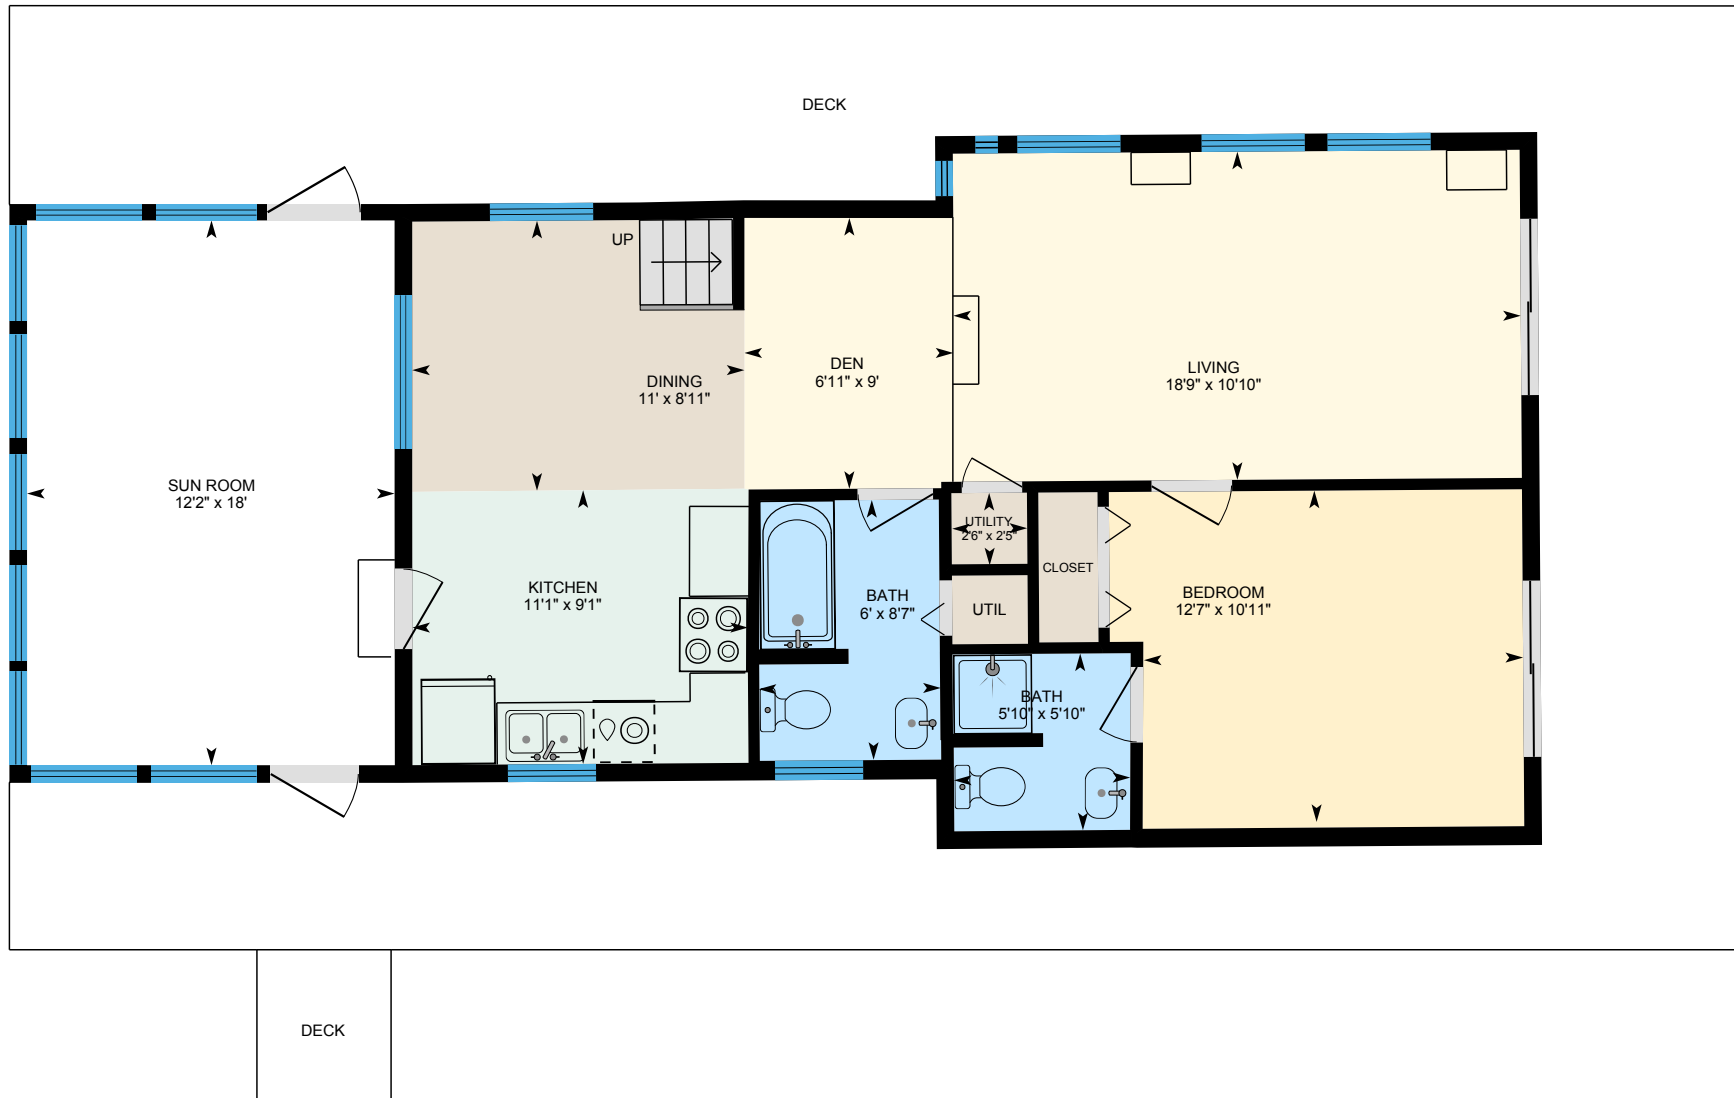 DECK
UP
DEN
6'11" x 9'
LIVING
18'9" x 10'10"
DINING
11' x 8'11"
SUN ROOM
12'2" x 18'
UTILITY
2'6" x 2'5"
CLOSET
KITCHEN
11'1" x 9'1"
BATH
6' x 8'7"
UTIL
BEDROOM
12'7" x 10'11"
BATH
5'10" x 5'10"
DECK